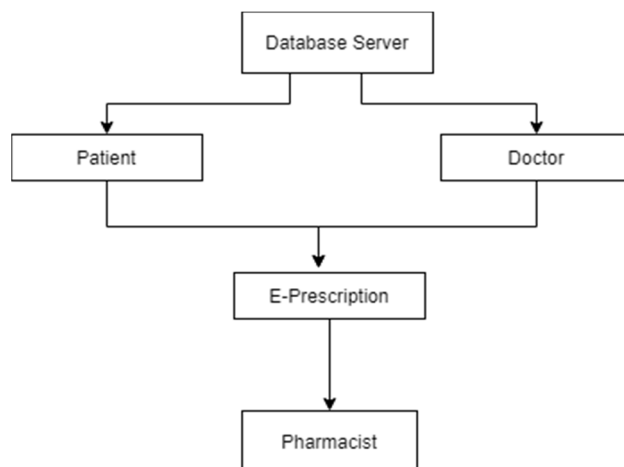 Database Server
Patient
Doctor
E-Prescription
Pharmacist